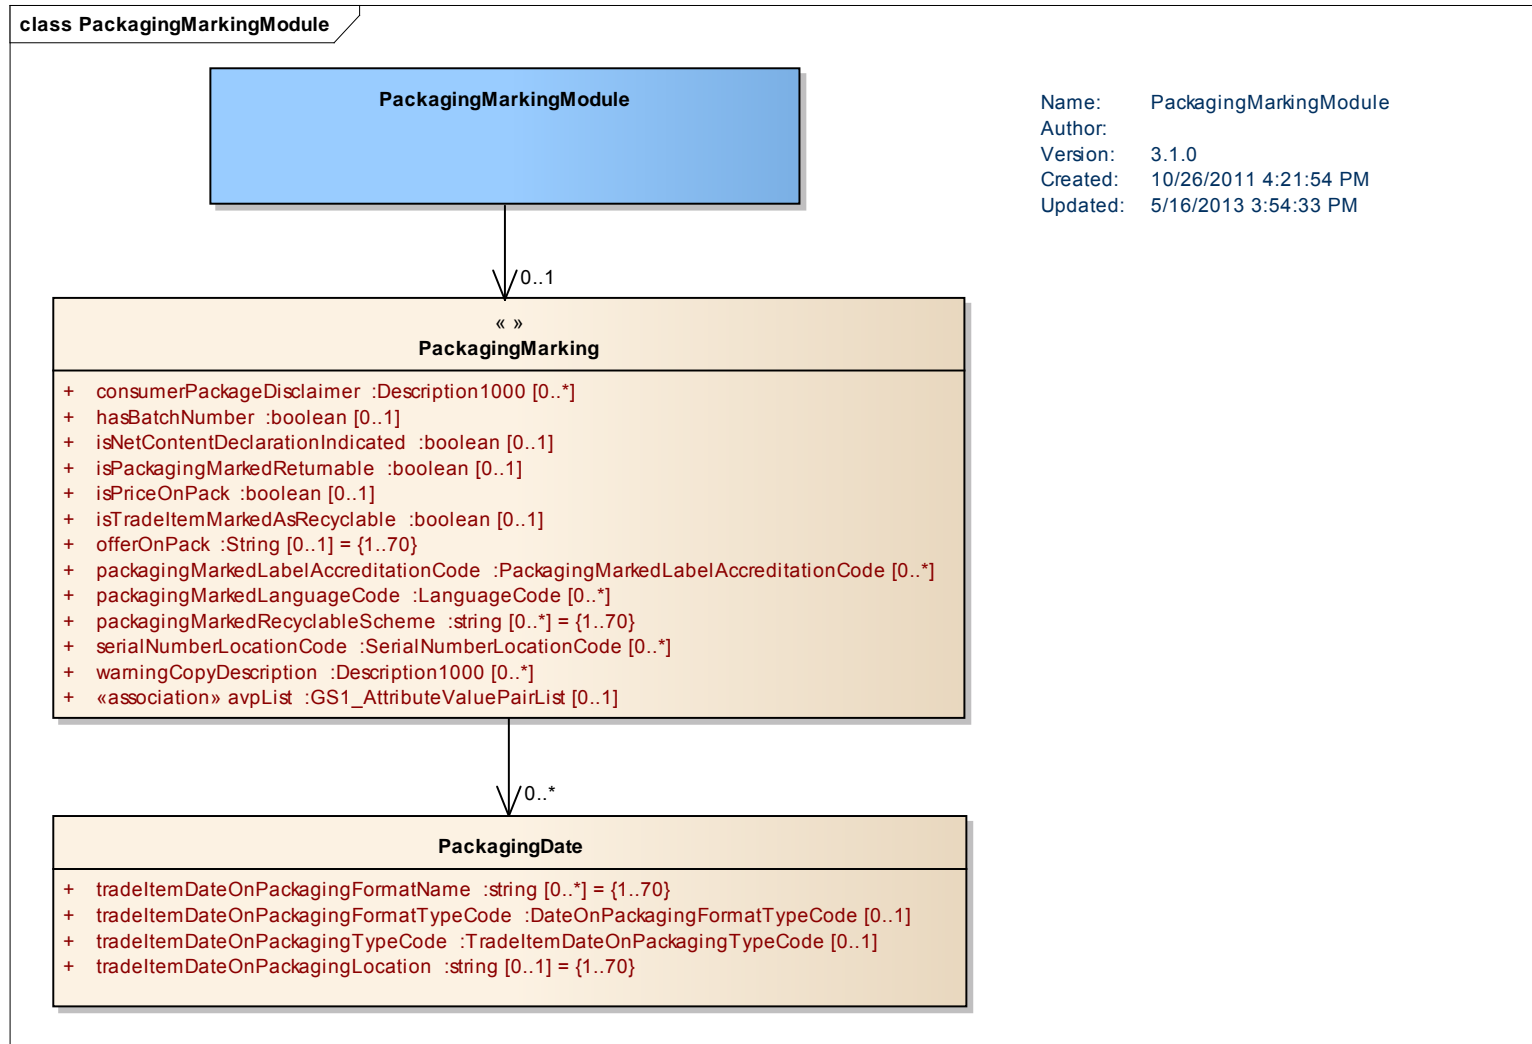 class PackagingMarkingModule
PackagingMarkingModule
Name: PackagingMarkingModule
Author:
Version: 3.1.0
Created: 10/26/2011 4:21:54 PM
Updated: 5/16/2013 3:54:33 PM
0..1
« »
PackagingMarking
+ consumerPackageDisclaimer :Description1000 [0..*]
+ hasBatchNumber :boolean [0..1]
+ isNetContentDeclarationIndicated :boolean [0..1]
+ isPackagingMarkedReturnable :boolean [0..1]
+ isPriceOnPack :boolean [0..1]
+ isTradeItemMarkedAsRecyclable :boolean [0..1]
+ offerOnPack :String [0..1] = {1..70}
+ packagingMarkedLabelAccreditationCode :PackagingMarkedLabelAccreditationCode [0..*]
+ packagingMarkedLanguageCode :LanguageCode [0..*]
+ packagingMarkedRecyclableScheme :string [0..*] = {1..70}
+ serialNumberLocationCode :SerialNumberLocationCode [0..*]
+ warningCopyDescription :Description1000 [0..*]
+ «association» avpList :GS1_AttributeValuePairList [0..1]
0..*
PackagingDate
+ tradeItemDateOnPackagingFormatName :string [0..*] = {1..70}
+ tradeItemDateOnPackagingFormatTypeCode :DateOnPackagingFormatTypeCode [0..1]
+ tradeItemDateOnPackagingTypeCode :TradeItemDateOnPackagingTypeCode [0..1]
+ tradeItemDateOnPackagingLocation :string [0..1] = {1..70}